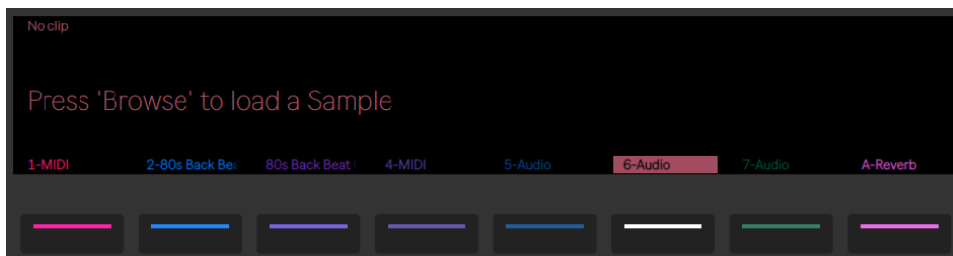 No clip
Press 'Browse' to load a Sample
1-MIDI 2-80s Back Be 80s Back Beat 4-MIDI 5-Audio 6-Audio 7-Audio A-Reverb